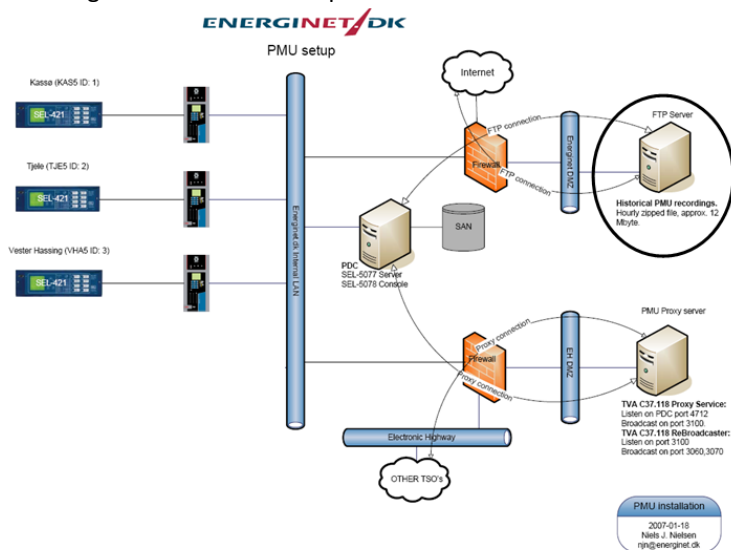 ENERGINET/DK
PMU setup
Internet
Kassø (KAS5 ID: 1)
SEL-421
FTP Server
FTP connection
Firewall
FTP connection
Energinet DMZ
Historical PMU recordings.
Hourly zipped file, approx. 12
Mbyte.
Tjele (TJE5 ID: 2)
SEL-421
Energinet.dk Internal LAN
SAN
PDC
SEL-5077 Server
SEL-5078 Console
Vester Hassing (VHA5 ID: 3)
SEL-421
PMU Proxy server
Proxy connection
Firewall
Proxy connection
EH DMZ
TVA C37.118 Proxy Service:
Listen on PDC port 4712
Broadcast on port 3100.
TVA C37.118 ReBroadcaster:
Listen on port 3100
Broadcast on port 3060,3070
Electronic Highway
OTHER TSO's
PMU installation
2007-01-18
Niels J. Nielsen
njn@energinet.dk